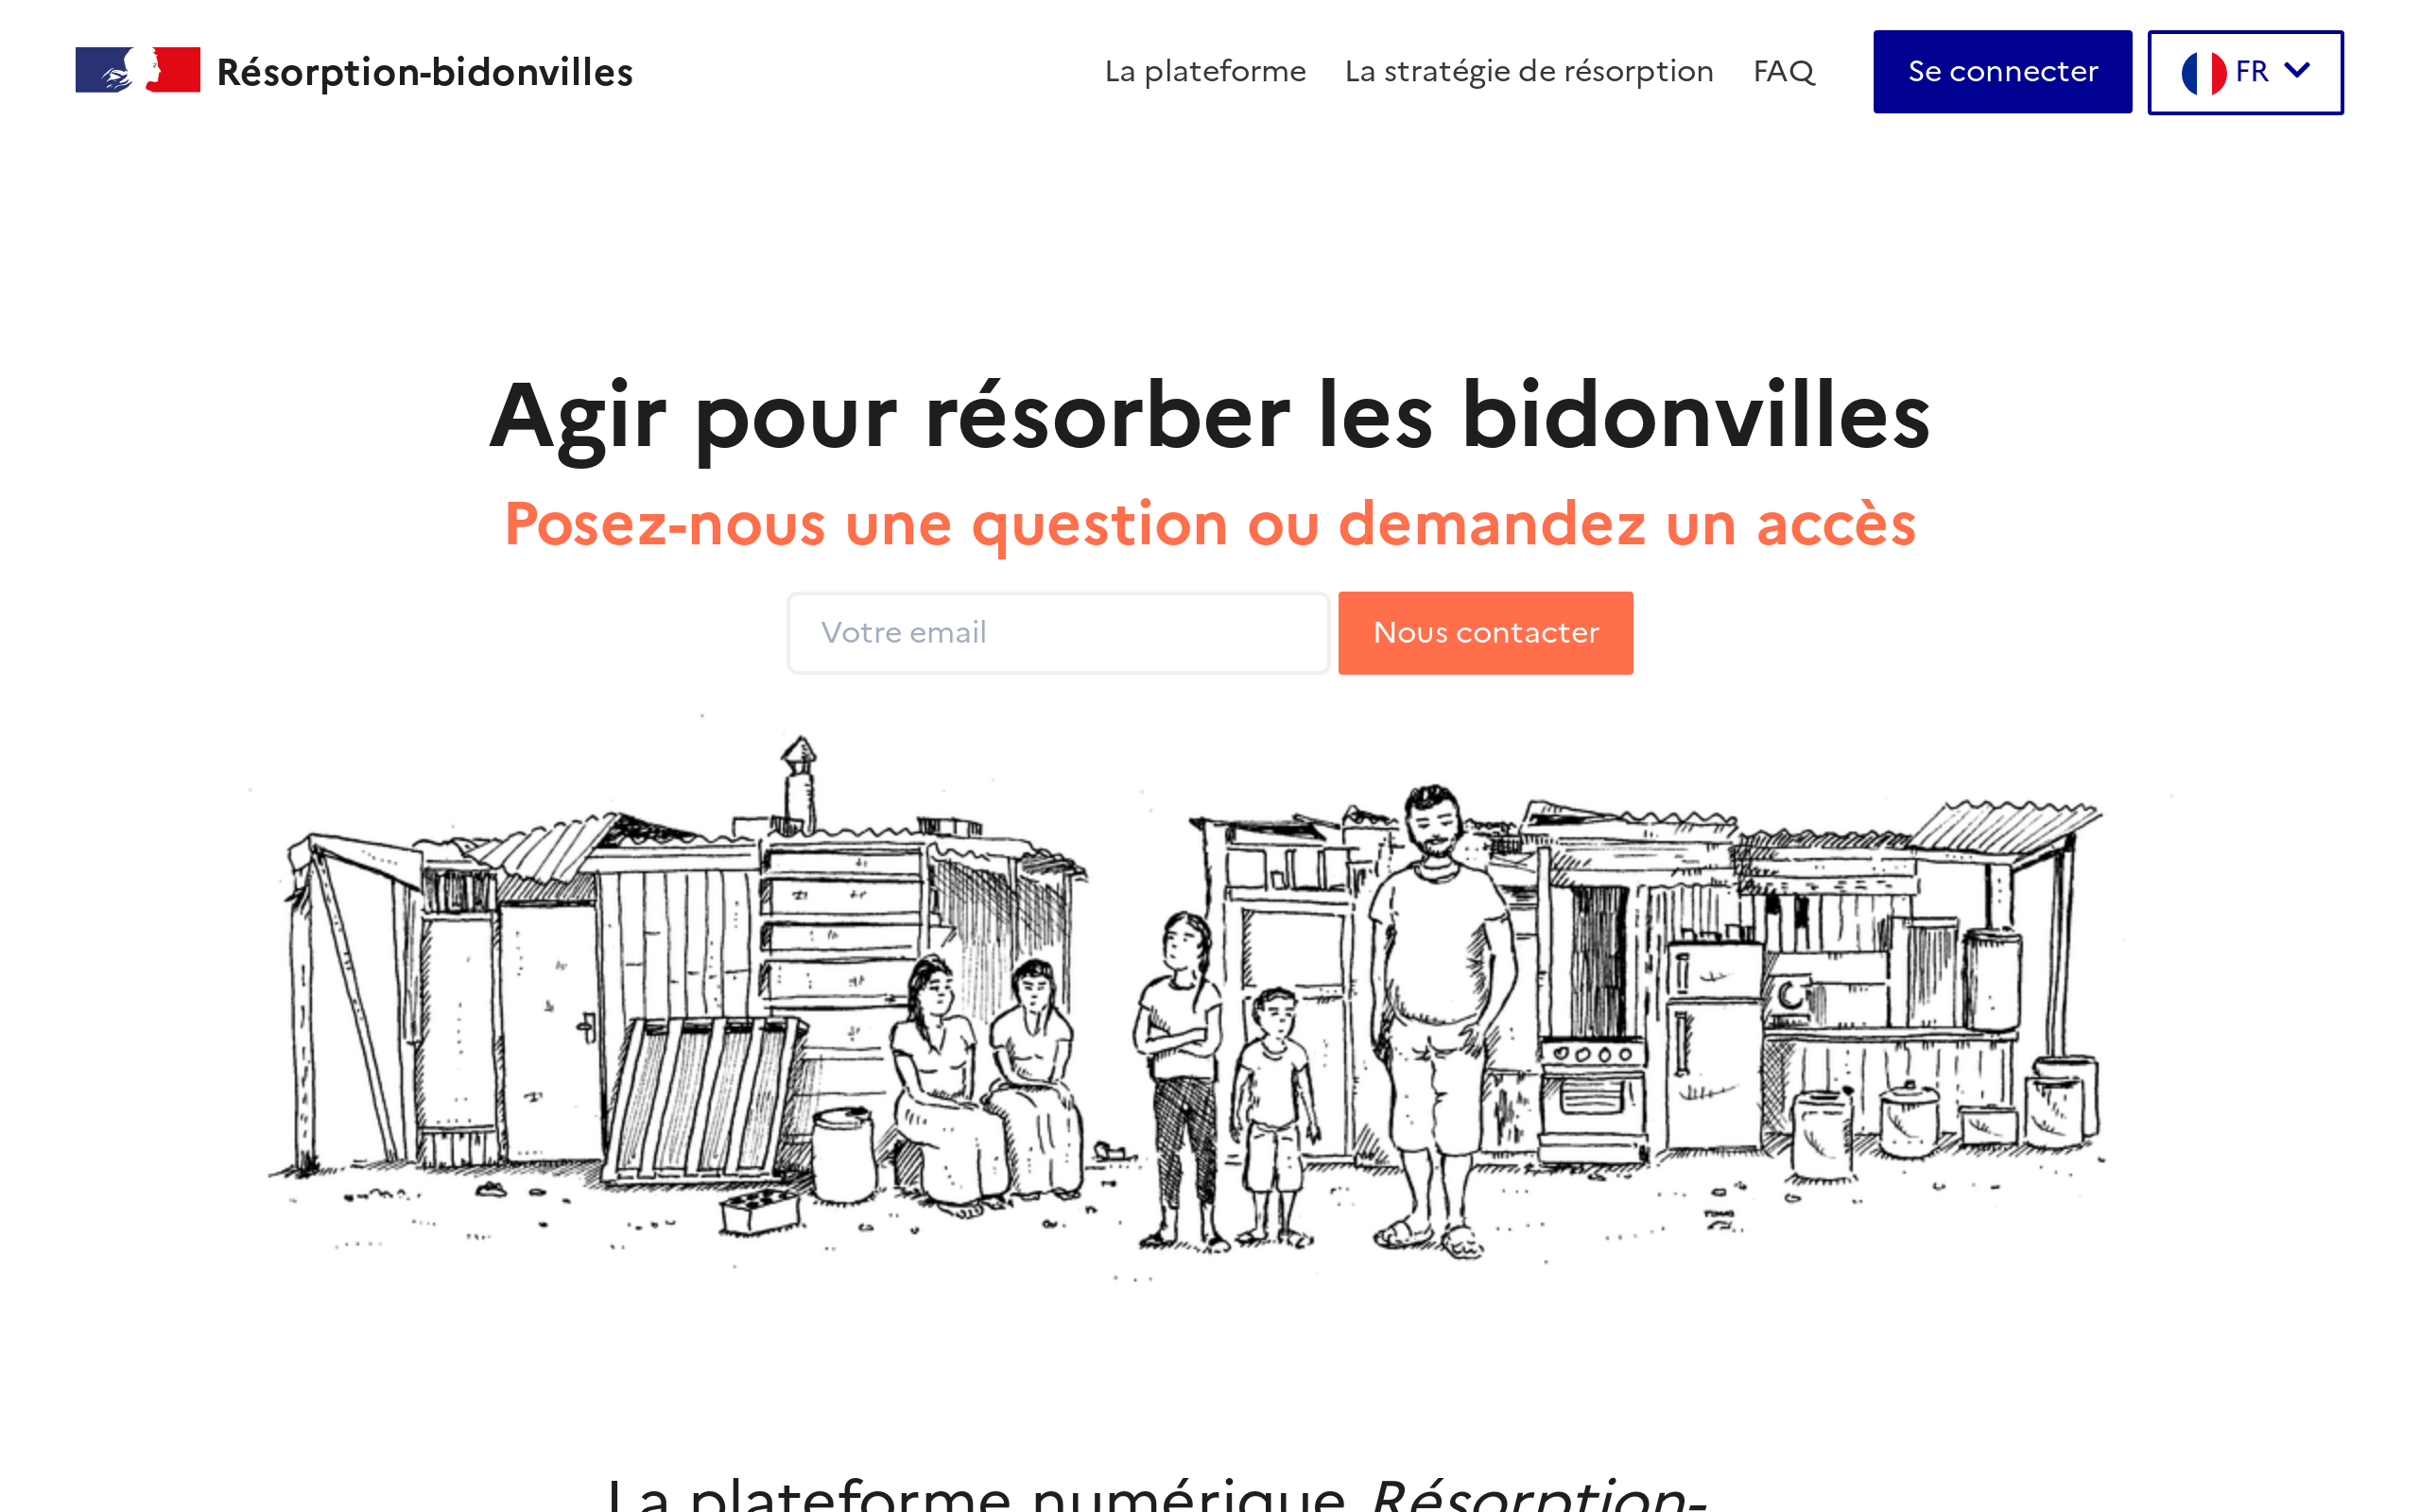 Résorption-bidonvilles
La plateforme
La stratégie de résorption
FAQ
Se connecter
FR
Agir pour résorber les bidonvilles
Posez-nous une question ou demandez un accès
Votre email
Nous contacter
La plateforme numérique Résorption-